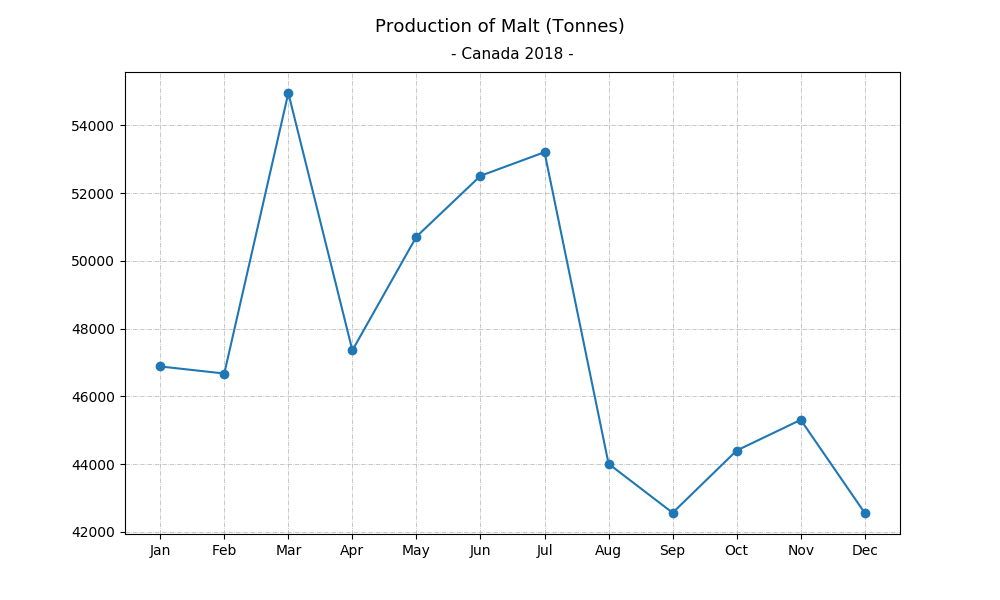 Production of Malt (Tonnes)
- Canada 2018 -
54000
52000
50000
48000
46000
44000
42000
Jan Feb Mar Apr May Jun Jul Aug Sep Oct Nov Dec